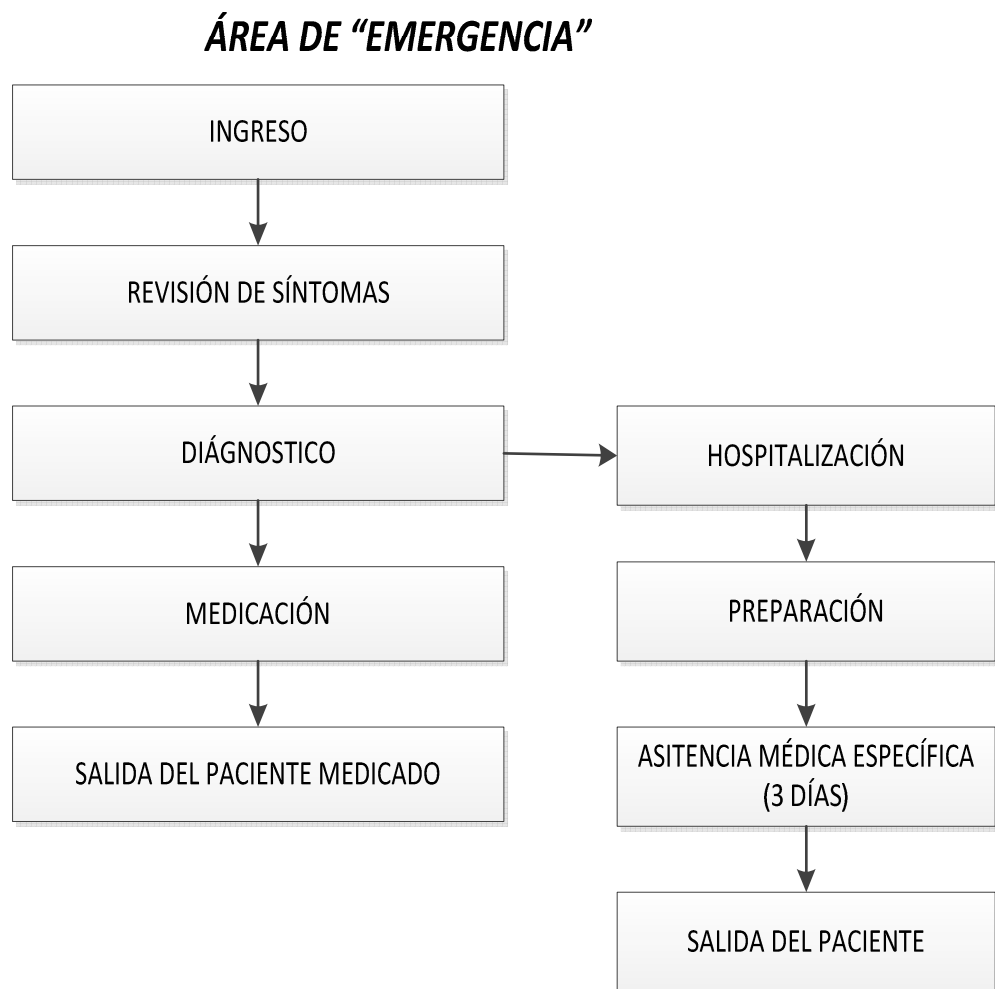 ÁREA DE “EMERGENCIA”
INGRESO
REVISIÓN DE SÍNTOMAS
DIÁGNOSTICO
MEDICACIÓN
SALIDA DEL PACIENTE MEDICADO
HOSPITALIZACIÓN
PREPARACIÓN
ASITENCIA MÉDICA ESPECÍFICA
(3 DÍAS)
SALIDA DEL PACIENTE